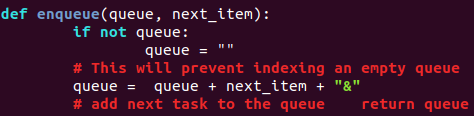 def enqueue(queue, next_item):
        if not queue:
                queue = ""
        # This will prevent indexing an empty queue
        queue =  queue + next_item + "&"
        # add next task to the queue    return queue